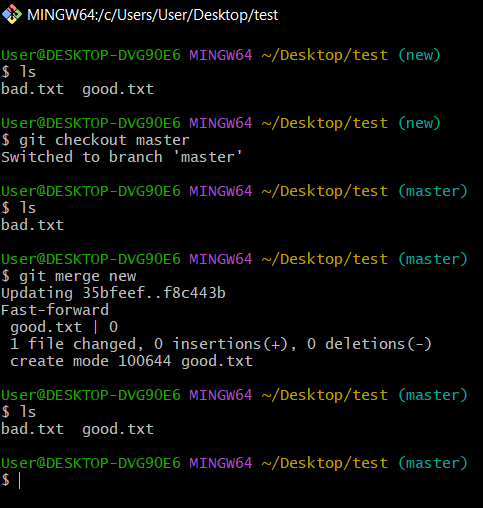 MINGW64:/c/Users/User/Desktop/test
User@DESKTOP-DVG90E6 MINGW64 ~/Desktop/test (new)
$ ls
bad.txt  good.txt
User@DESKTOP-DVG90E6 MINGW64 ~/Desktop/test (new)
$ git checkout master
Switched to branch 'master'
User@DESKTOP-DVG90E6 MINGW64 ~/Desktop/test (master)
$ ls
bad.txt
User@DESKTOP-DVG90E6 MINGW64 ~/Desktop/test (master)
$ git merge new
Updating 35bfeef..f8c443b
Fast-forward
 good.txt | 0
 1 file changed, 0 insertions(+), 0 deletions(-)
 create mode 100644 good.txt
User@DESKTOP-DVG90E6 MINGW64 ~/Desktop/test (master)
$ ls
bad.txt  good.txt
User@DESKTOP-DVG90E6 MINGW64 ~/Desktop/test (master)
$